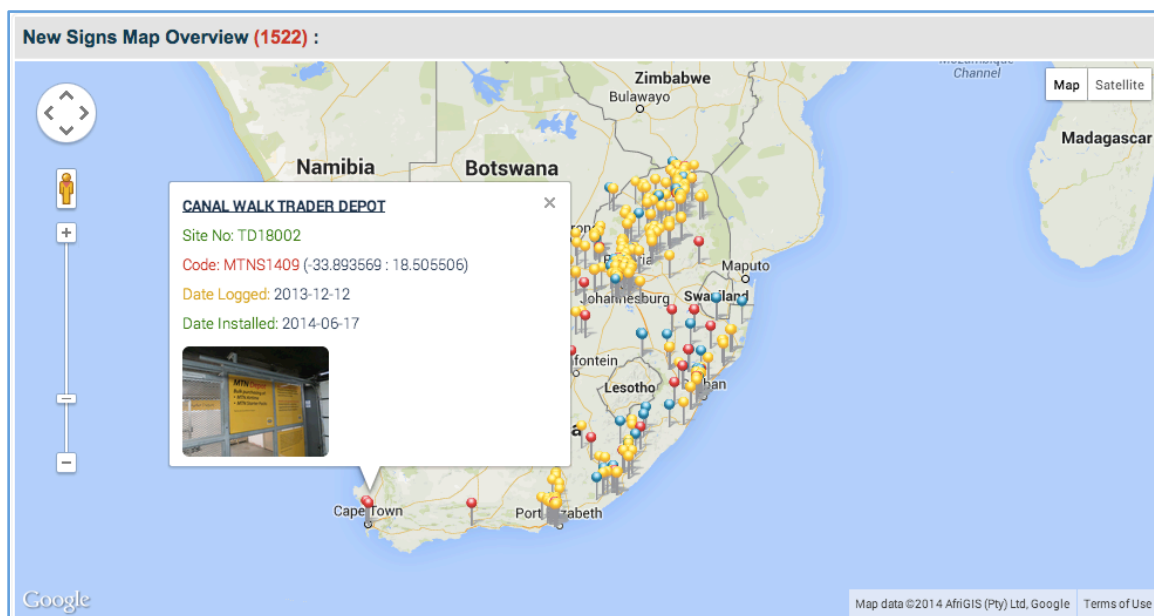 New Signs Map Overview (1522) :
Mozambique
Channel
Zimbabwe
Bulawayo
Map
Satellite
Madagascar
Namibia
Botswana
CANAL WALK TRADER DEPOT
Site No: TD18002
Code: MTNS1409 (-33.893569 : 18.505506)
Date Logged: 2013-12-12
Date Installed: 2014-06-17
MTN
Maputo
Johannesburg
Swaziland
Lesotho
Cape Town
Port Elizabeth
Google
Map data ©2014 AfriGIS (Pty) Ltd, Google
Terms of Use